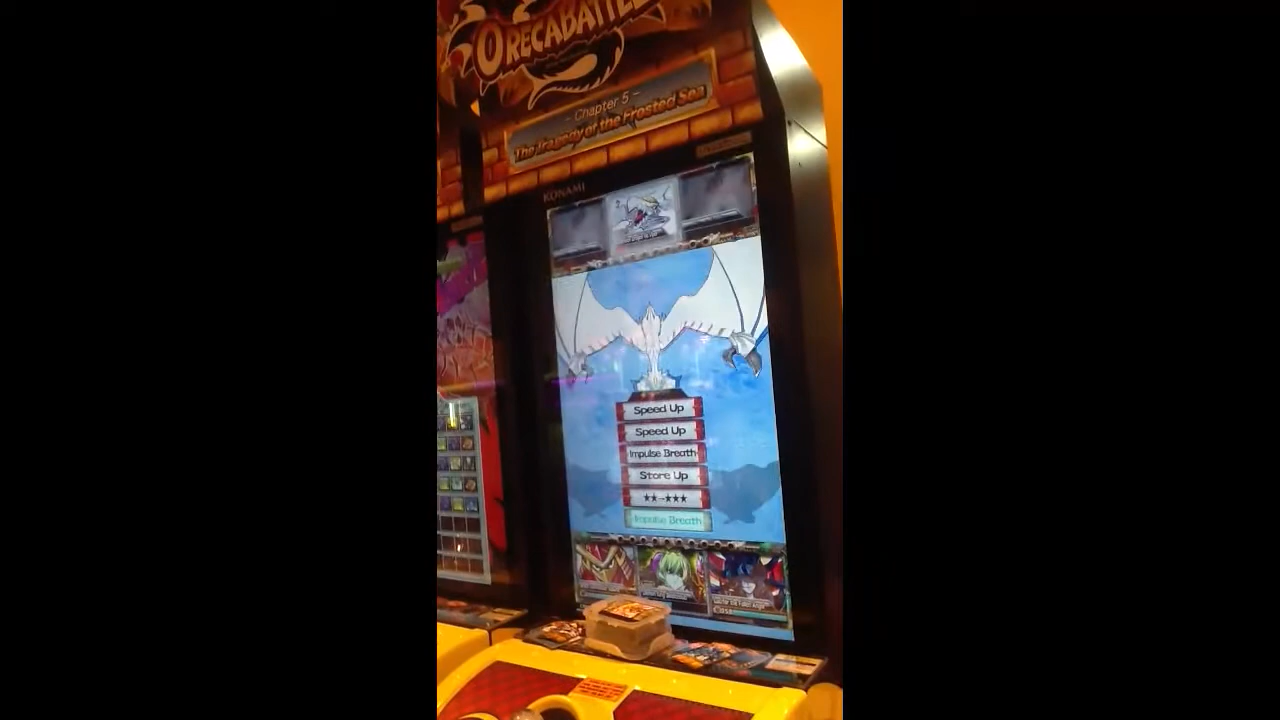 ORECABATTLE
~ Chapter 5 ~
The Tragedy of the Frosted Sea
KONAMI
2
Speed Up
Speed Up
Impulse Breath
Store Up
★★→★★★
Impulse Breath